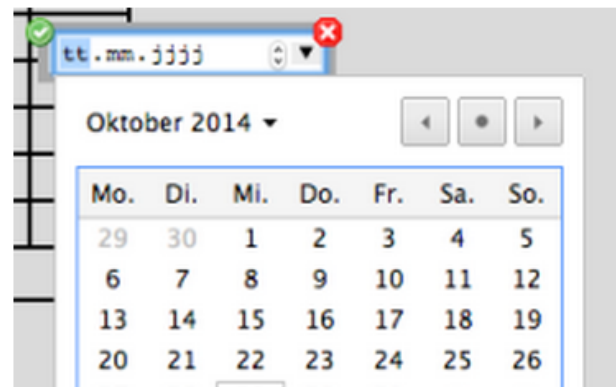 tt.mm.jjjj
Oktober 2014
Mo. Di. Mi. Do. Fr. Sa. So.
29 30 1 2 3 4 5
6 7 8 9 10 11 12
13 14 15 16 17 18 19
20 21 22 23 24 25 26